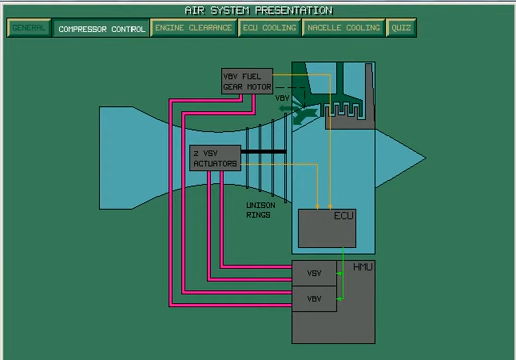 AIR SYSTEM PRESENTATION
GENERAL
COMPRESSOR CONTROL
ENGINE CLEARANCE
ECU COOLING
NACELLE COOLING
QUIZ
VBV FUEL
GEAR MOTOR
VBV
2 VSV
ACTUATORS
UNISON
RINGS
ECU
HMU
VSV
VBV